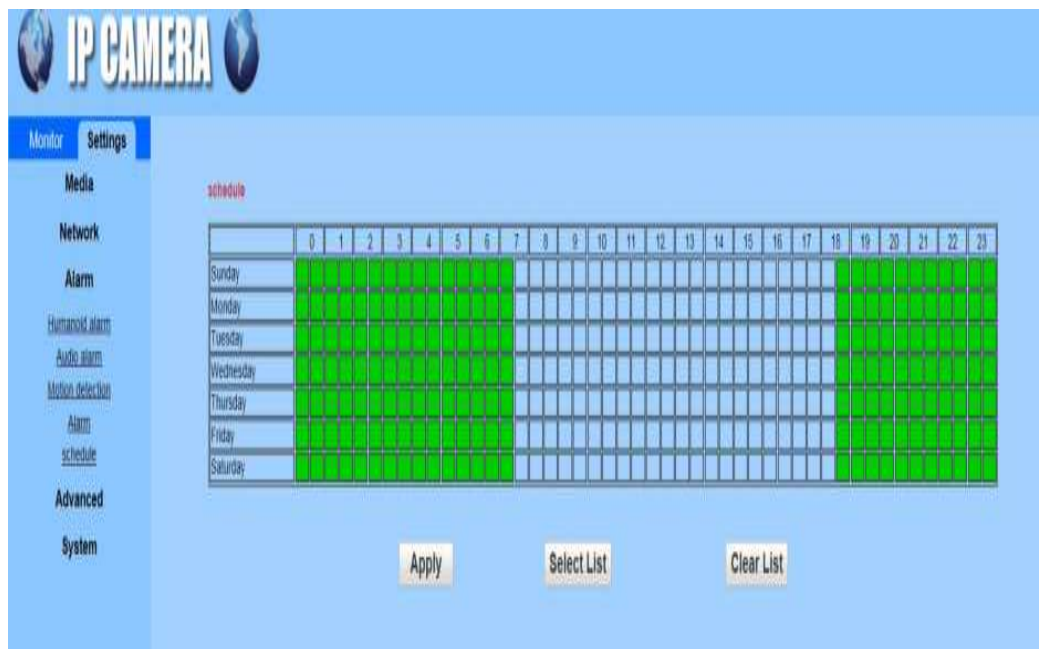 IP CAMERA
Monitor Settings
Media
Network
Alarm
Humanoid alarm
Audio alarm
Motion detection
Alarm
schedule
Advanced
System
schedule
0 1 2 3 4 5 6 7 8 9 10 11 12 13 14 15 16 17 18 19 20 21 22 23
Sunday
Monday
Tuesday
Wednesday
Thursday
Friday
Saturday
Apply Select List Clear List